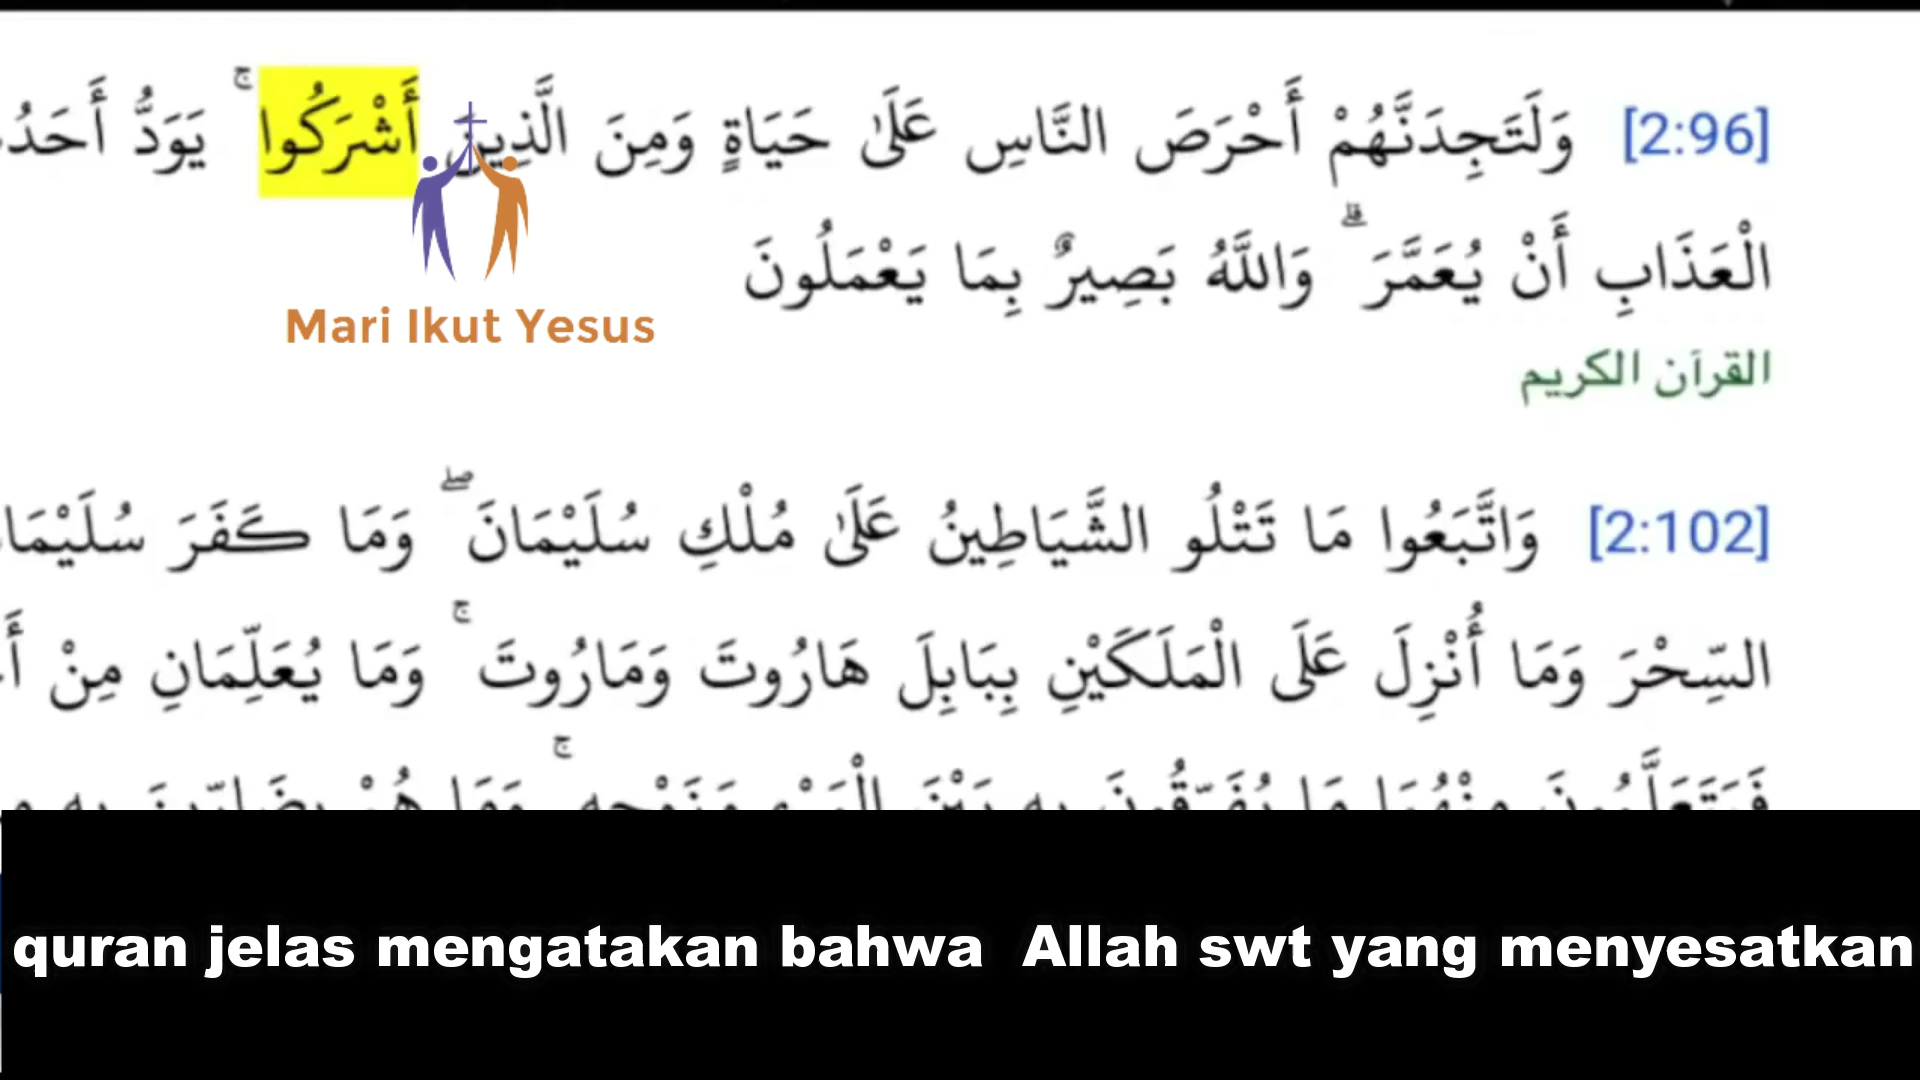 [2:96] وَلَتَجِدَنَّهُمْ أَحْرَصَ النَّاسِ عَلَىٰ حَيَاةٍ وَمِنَ الَّذِينَ أَشْرَكُوا ۚ يَوَدُّ
الْعَذَابِ أَنْ يُعَمَّرَ ۗ وَاللَّهُ بَصِيرٌ بِمَا يَعْمَلُونَ
Mari Ikut Yesus
القرآن الكريم
[2:102] وَاتَّبَعُوا مَا تَتْلُو الشَّيَاطِينُ عَلَىٰ مُلْكِ سُلَيْمَانَ ۖ وَمَا كَفَرَ
السِّحْرَ وَمَا أُنْزِلَ عَلَى الْمَلَكَيْنِ بِبَابِلَ هَارُوتَ وَمَارُوتَ ۚ وَمَا يُعَلِّمَانِ مِنْ
quran jelas mengatakan bahwa Allah swt yang menyesatkan